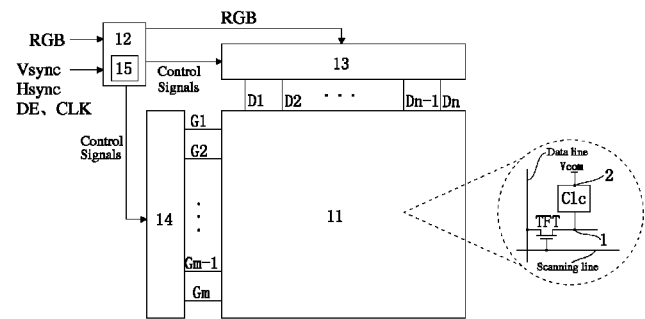 RGB
RGB
12
15
Vsync
Hsync
DE、CLK
Control
Signals
13
D1
D2
· · ·
Dn-1
Dn
Control
Signals
G1
G2
14
11
Gm-1
Gm
Data line
Vcom
2
Clc
TFT
1
Scanning line